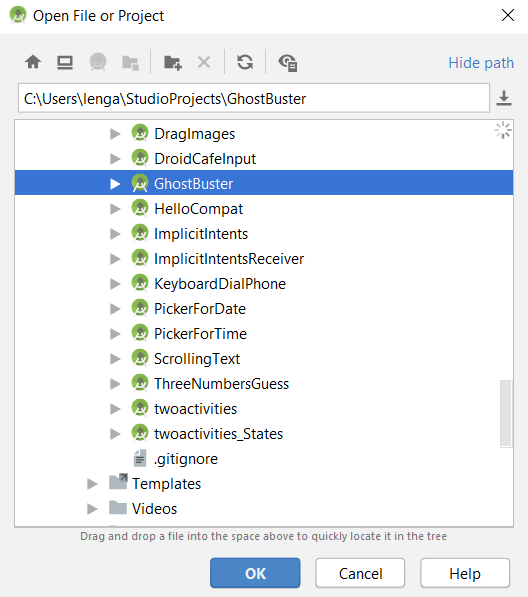 Open File or Project
Hide path
C:\Users\lenga\StudioProjects\GhostBuster
DragImages
DroidCafeInput
GhostBuster
HelloCompat
ImplicitIntents
ImplicitIntentsReceiver
KeyboardDialPhone
PickerForDate
PickerForTime
ScrollingText
ThreeNumbersGuess
twoactivities
twoactivities_States
.gitignore
Templates
Videos
Drag and drop a file into the space above to quickly locate it in the tree
OK Cancel Help